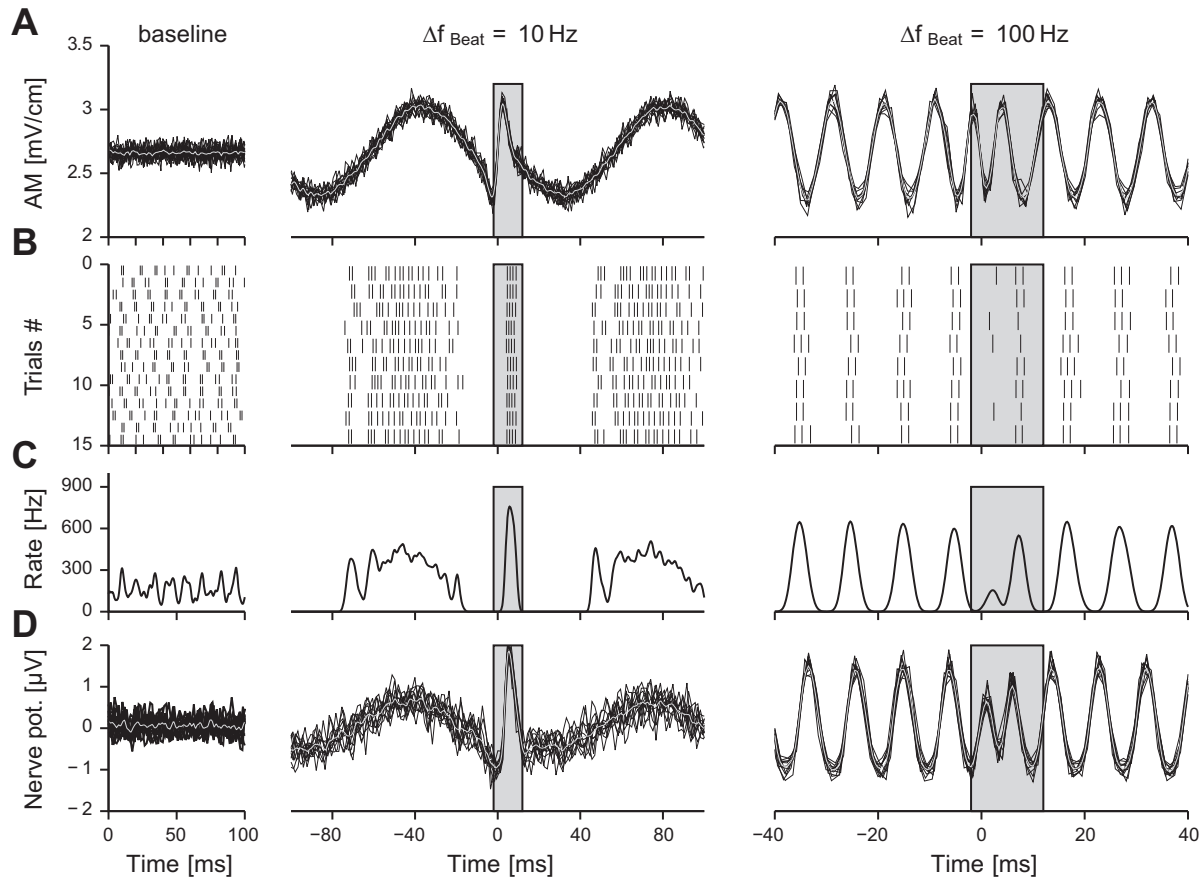 A
baseline
Δf Beat = 10 Hz
Δf Beat = 100 Hz
AM [mV/cm]
3.5
3
2.5
2
B
Trials #
0
5
10
15
C
Rate [Hz]
900
600
300
0
D
Nerve pot. [µV]
2
1
0
−1
−2
0 50 100
−80 −40 0 40 80
−40 −20 0 20 40
Time [ms]
Time [ms]
Time [ms]